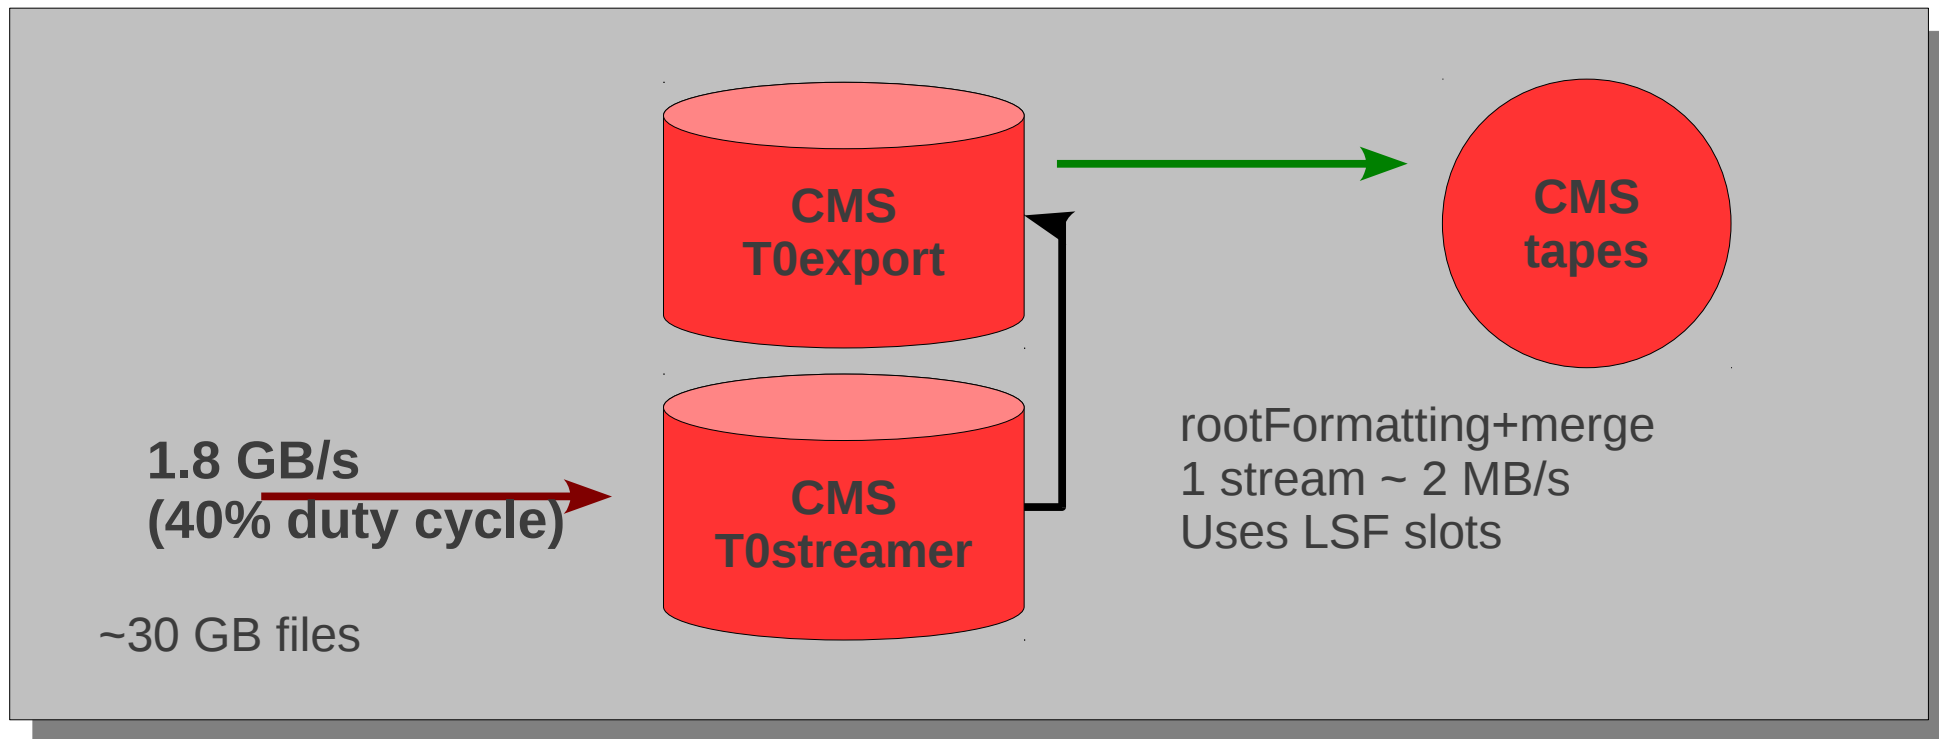 CMS
T0export
CMS
tapes
1.8 GB/s
(40% duty cycle)
~30 GB files
CMS
T0streamer
rootFormatting+merge
1 stream ~ 2 MB/s
Uses LSF slots